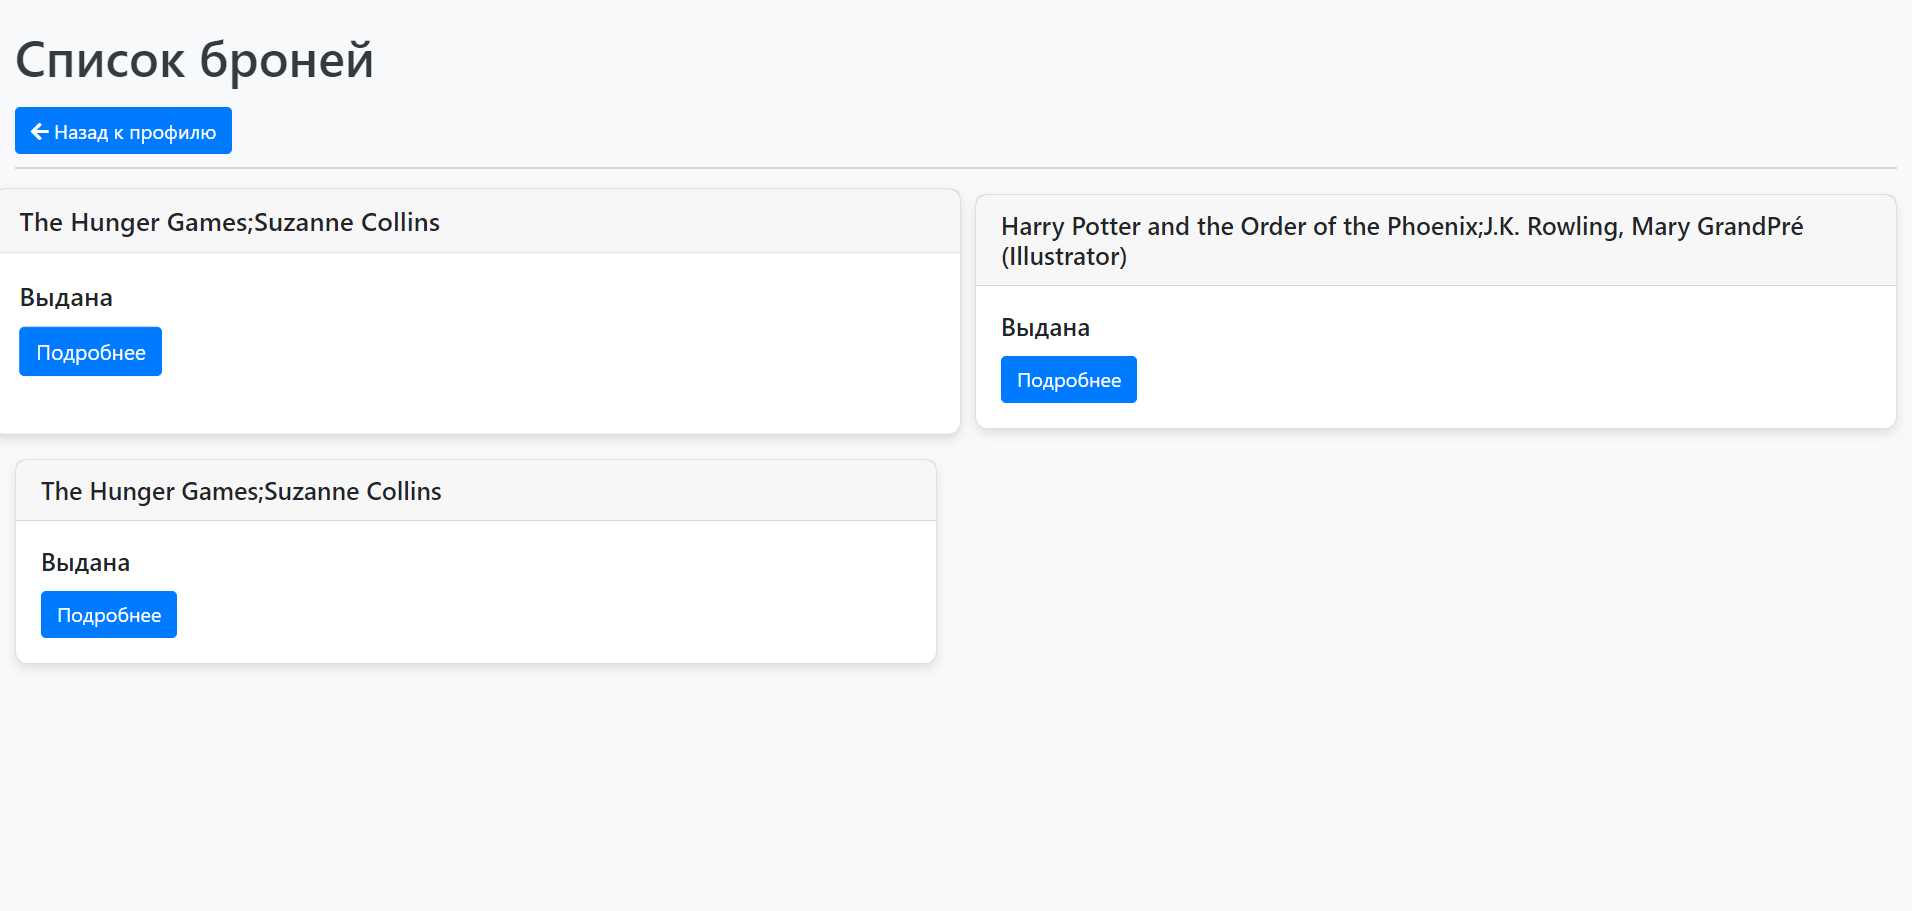 Список броней
Назад к профилю
The Hunger Games;Suzanne Collins
Выдана
Подробнее
Harry Potter and the Order of the Phoenix;J.K. Rowling, Mary GrandPré
(Illustrator)
Выдана
Подробнее
The Hunger Games;Suzanne Collins
Выдана
Подробнее